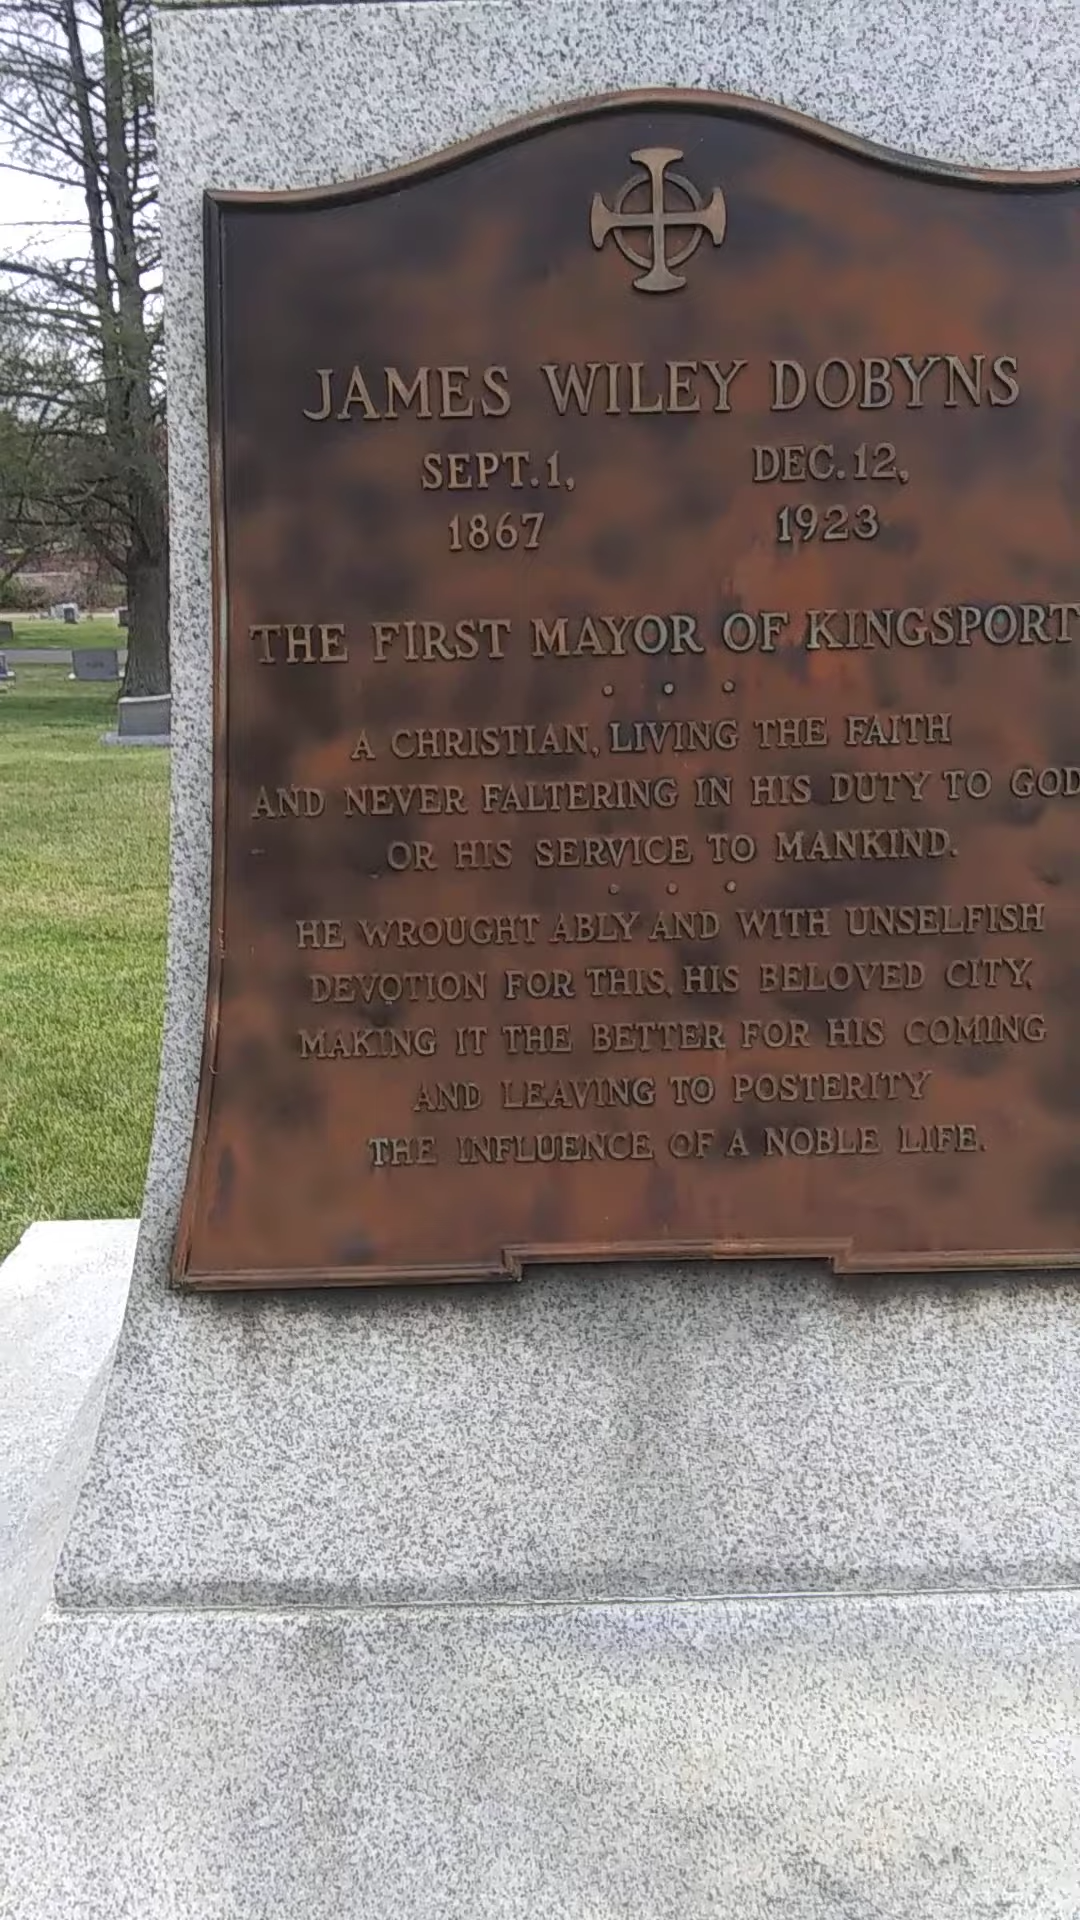 JAMES WILEY DOBYNS
SEPT. 1, DEC. 12,
1867 1923
THE FIRST MAYOR OF KINGSPORT
• • •
A CHRISTIAN, LIVING THE FAITH
AND NEVER FALTERING IN HIS DUTY TO GOD
OR HIS SERVICE TO MANKIND.
• • •
HE WROUGHT ABLY AND WITH UNSELFISH
DEVOTION FOR THIS, HIS BELOVED CITY,
MAKING IT THE BETTER FOR HIS COMING
AND LEAVING TO POSTERITY
THE INFLUENCE OF A NOBLE LIFE.